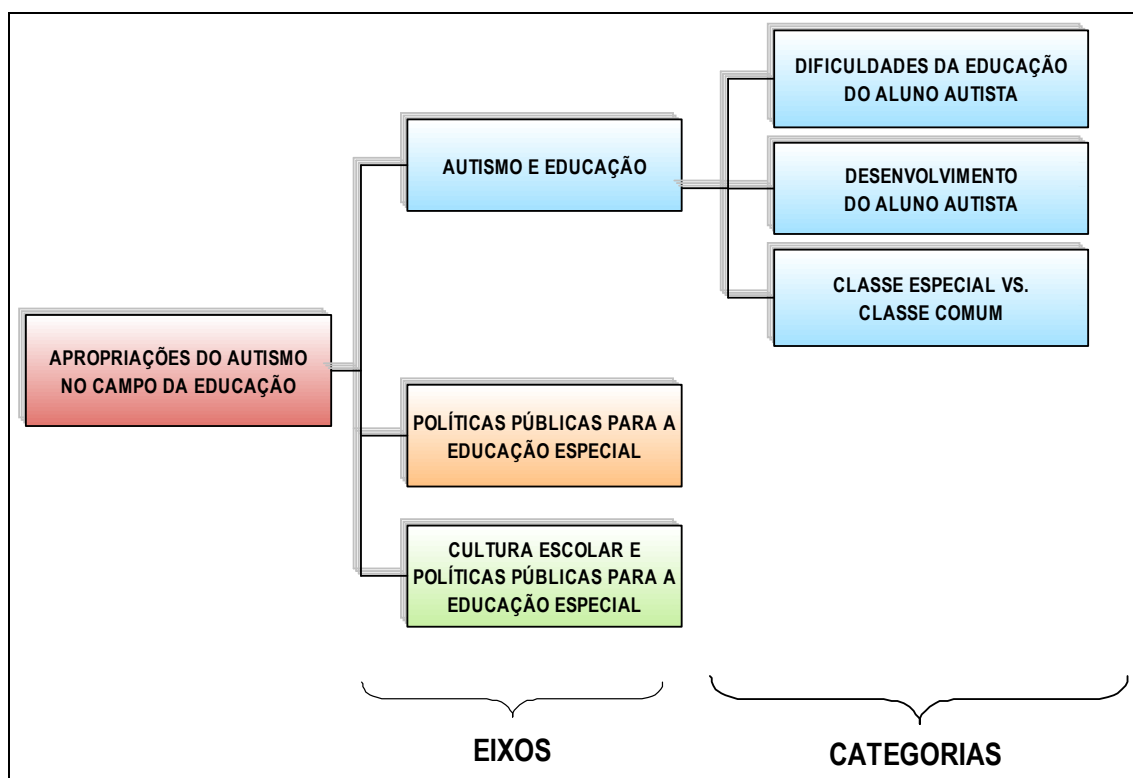 APROPRIAÇÕES DO AUTISMO
NO CAMPO DA EDUCAÇÃO
AUTISMO E EDUCAÇÃO
POLÍTICAS PÚBLICAS PARA A
EDUCAÇÃO ESPECIAL
CULTURA ESCOLAR E
POLÍTICAS PÚBLICAS PARA A
EDUCAÇÃO ESPECIAL
DIFICULDADES DA EDUCAÇÃO
DO ALUNO AUTISTA
DESENVOLVIMENTO
DO ALUNO AUTISTA
CLASSE ESPECIAL VS.
CLASSE COMUM
EIXOS
CATEGORIAS